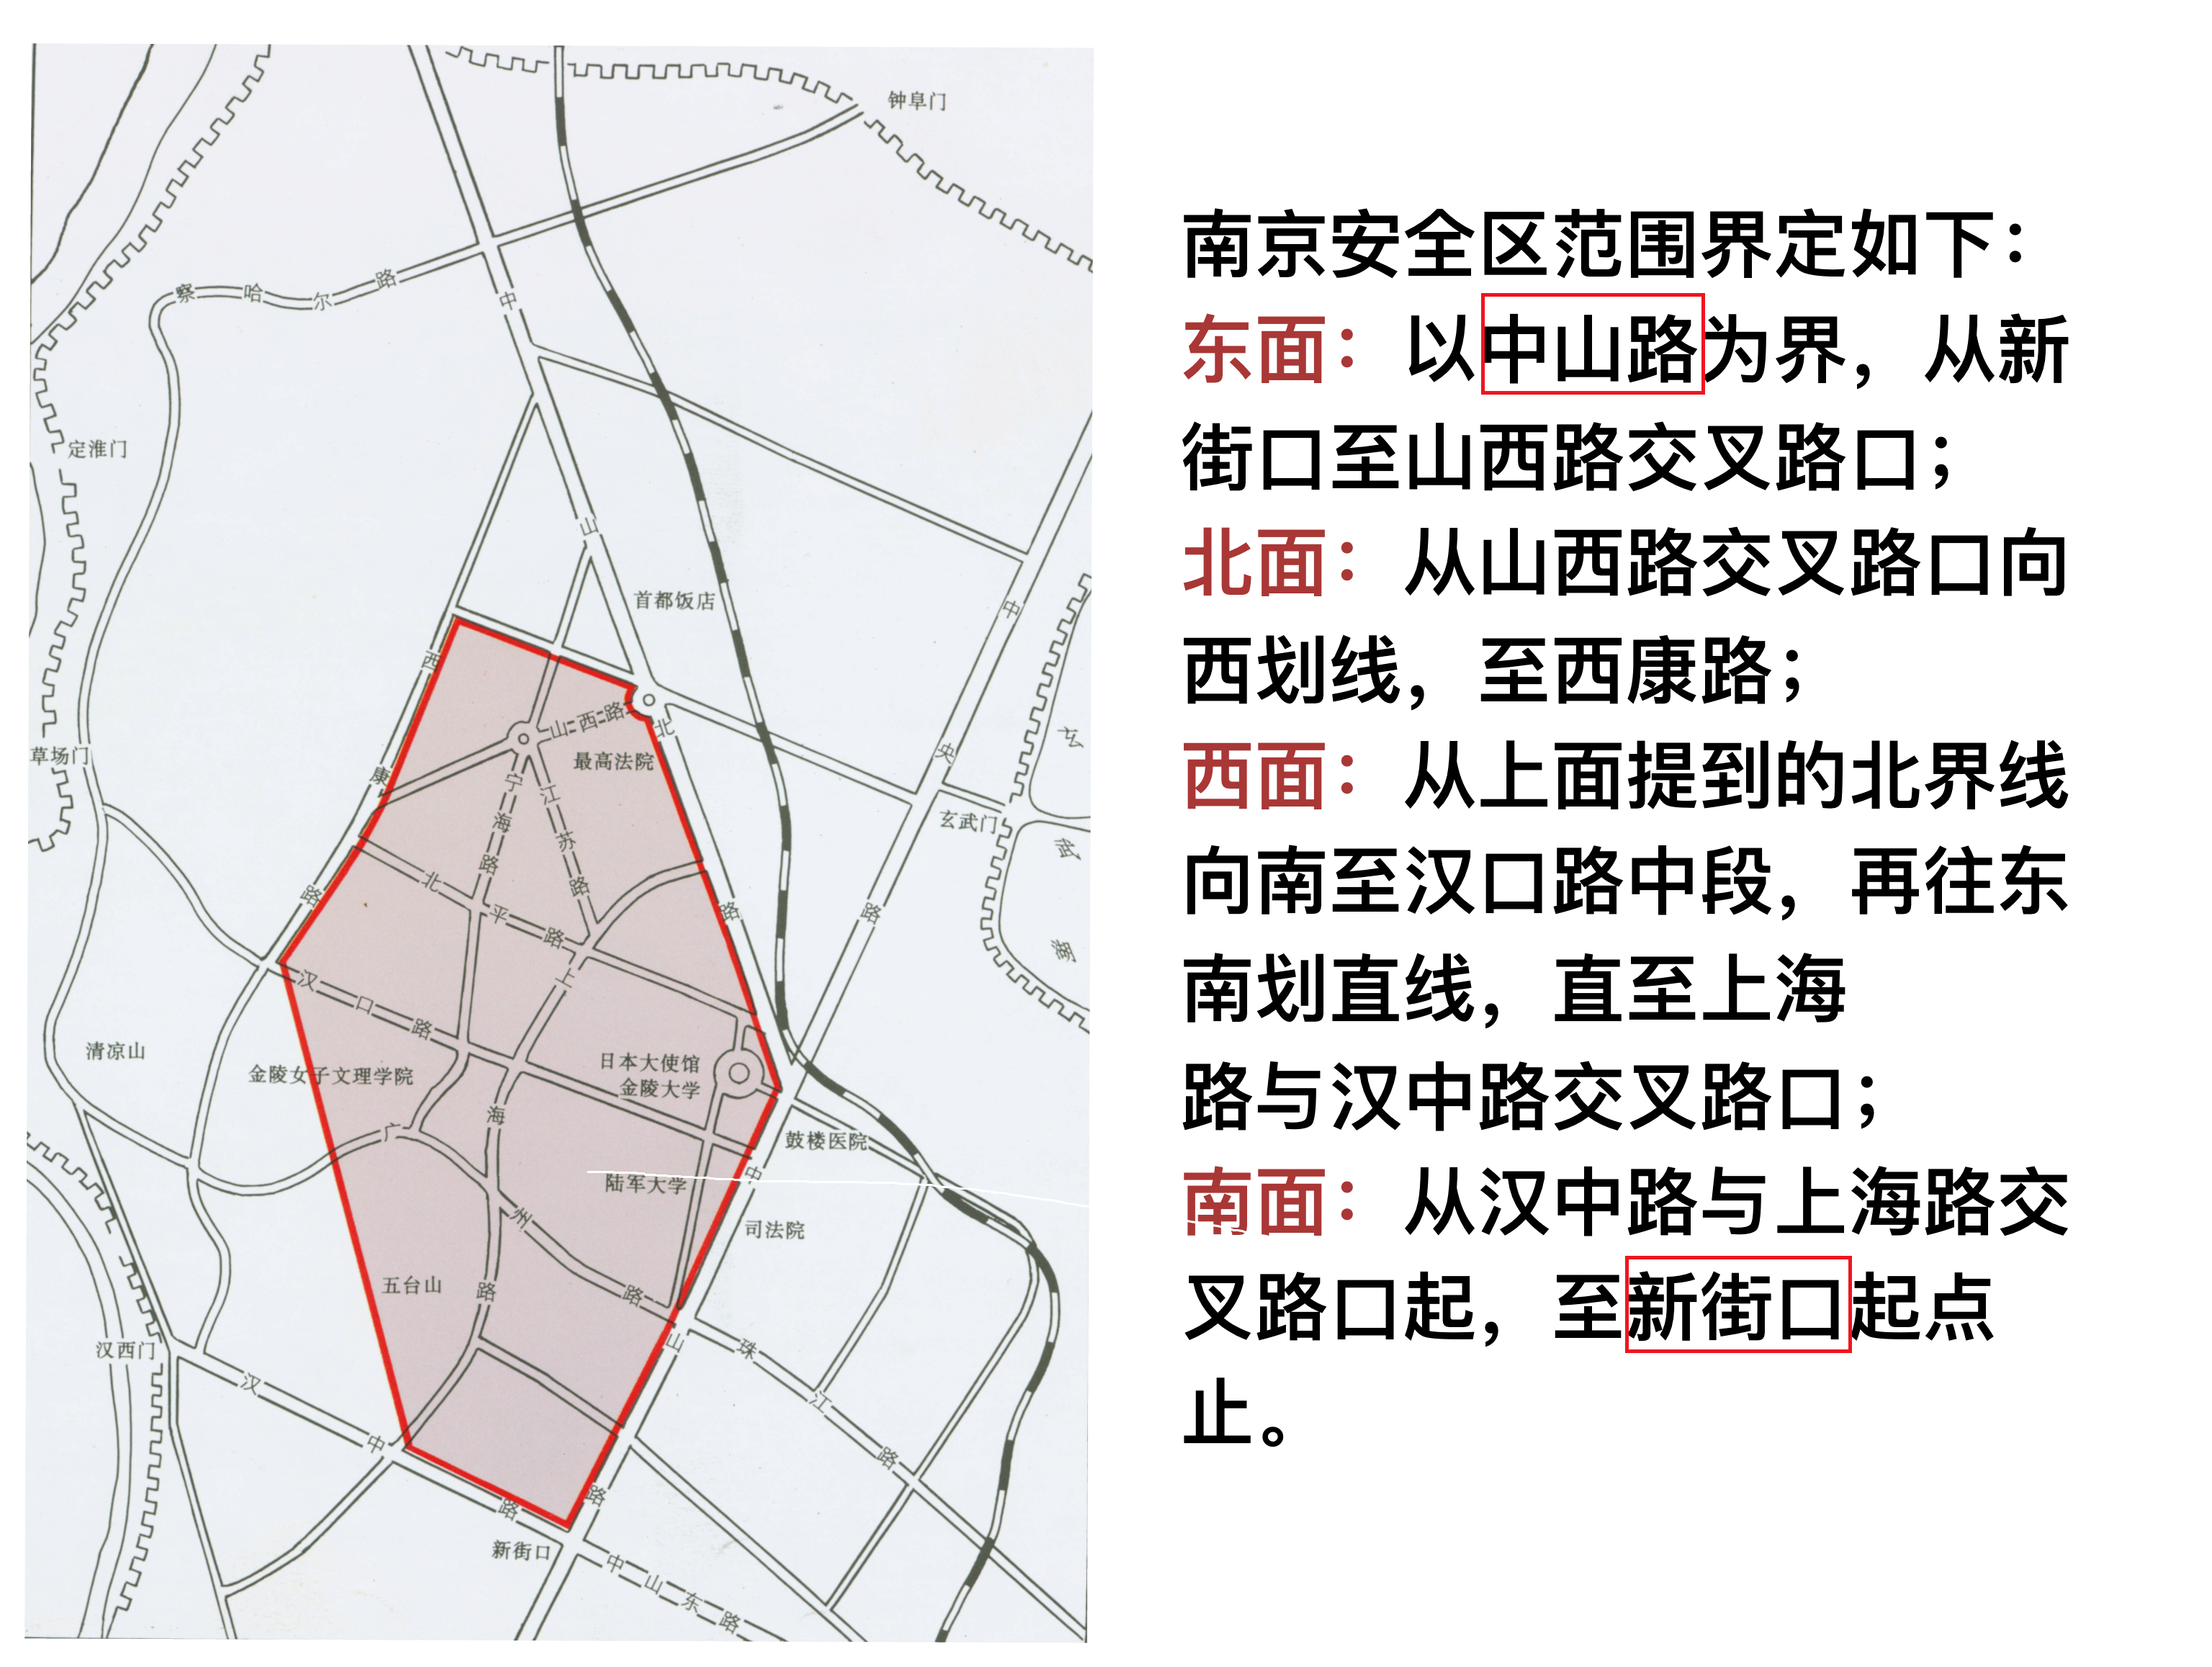 钟阜门
察哈尔路
中
定淮门
山
首都饭店
中
西
山西路
北
央
玄
草场门
最高法院
康
宁
江
玄武门
海
苏
武
路
路
北平路
路
路
路
上
汉口路
清凉山
金陵女子文理学院
日本大使馆
金陵大学
海
广
鼓楼医院
中
陆军大学
州
司法院
五台山
路
路
山
珠江路
汉西门
汉
中
路
路
新街口
中山东路
南京安全区范围界定如下：
东面：以中山路为界，从新
街口至山西路交叉路口；
北面：从山西路交叉路口向
西划线，至西康路；
西面：从上面提到的北界线
向南至汉口路中段，再往东
南划直线，直至上海
路与汉中路交叉路口；
南面：从汉中路与上海路交
叉路口起，至新街口起点
止。